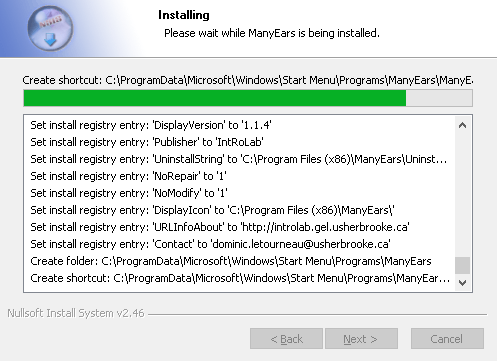 Installing
Please wait while ManyEars is being installed.
Create shortcut: C:\ProgramData\Microsoft\Windows\Start Menu\Programs\ManyEars\ManyE
Set install registry entry: 'DisplayVersion' to '1.1.4'
Set install registry entry: 'Publisher' to 'IntRoLab'
Set install registry entry: 'UninstallString' to 'C:\Program Files (x86)\ManyEars\Uninst...
Set install registry entry: 'NoRepair' to '1'
Set install registry entry: 'NoModify' to '1'
Set install registry entry: 'DisplayIcon' to 'C:\Program Files (x86)\ManyEars\'
Set install registry entry: 'URLInfoAbout' to 'http://introlab.gel.usherbrooke.ca'
Set install registry entry: 'Contact' to 'dominic.letourneau@usherbrooke.ca'
Create folder: C:\ProgramData\Microsoft\Windows\Start Menu\Programs\ManyEars
Create shortcut: C:\ProgramData\Microsoft\Windows\Start Menu\Programs\ManyEar...
Nullsoft Install System v2.46
< Back
Next >
Cancel